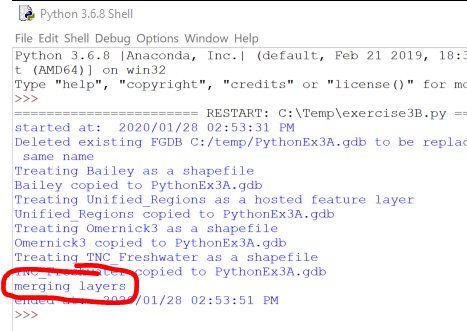 Python 3.6.8 Shell
File Edit Shell Debug Options Window Help
Python 3.6.8 |Anaconda, Inc.| (default, Feb 21 2019, 18:3
t (AMD64)] on win32
Type "help", "copyright", "credits" or "license()" for mo
>>>
======================= RESTART: C:\Temp\exercise3B.py ==
started at:  2020/01/28 02:53:31 PM
Deleted existing FGDB C:/temp/PythonEx3A.gdb to be replac
 same name
Treating Bailey as a shapefile
Bailey copied to PythonEx3A.gdb
Treating Unified_Regions as a hosted feature layer
Unified_Regions copied to PythonEx3A.gdb
Treating Omernick3 as a shapefile
Omernick3 copied to PythonEx3A.gdb
Treating TNC_Freshwater as a shapefile
TNC_Freshwater copied to PythonEx3A.gdb
merging layers
ended at:  2020/01/28 02:53:51 PM
>>>